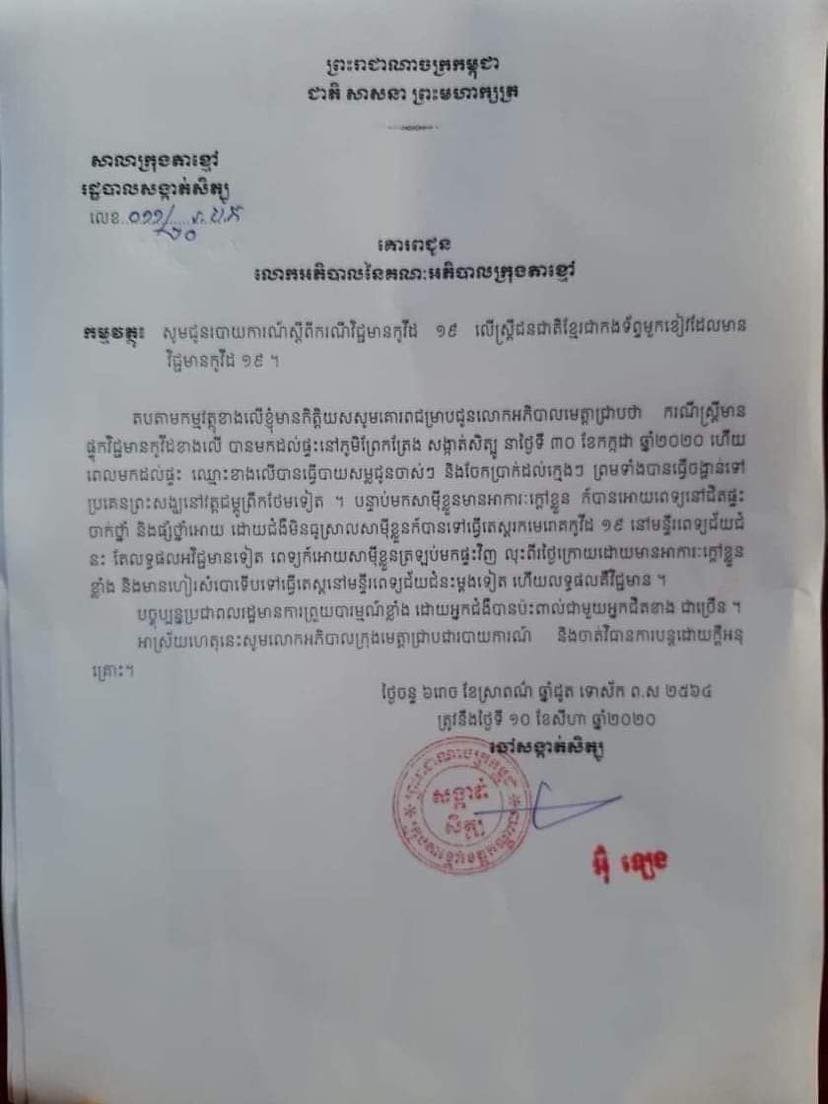 ព្រះរាជាណាចក្រកម្ពុជា
ជាតិ សាសនា ព្រះមហាក្សត្រ
សាលាក្រុងតាខ្មៅ
រដ្ឋបាលសង្កាត់សិត្បូ
លេខ..០១១/២០
គោរពជូន
លោកអភិបាលនៃគណៈអភិបាលក្រុងតាខ្មៅ
កម្មវត្ថុ៖ សូមជូនរបាយការណ៍ស្តីពីករណីវិជ្ជមានកូវីដ ១៩ លើស្ត្រីជនជាតិខ្មែរជាកងទ័ព្ធមួកខៀវដែលមាន
វិជ្ជមានកូវីដ ១៩ ។
តបតាមកម្មវត្ថុខាងលើខ្ញុំមានកិត្តិយសសូមគោរពជម្រាបជូនលោកអភិបាលមេត្តាជ្រាបថា ករណីស្ត្រីមាន
ផ្ទុកវិជ្ជមានកូវីដខាងលើ បានមកដល់ផ្ទះនៅភូមិព្រែកត្រែង សង្កាត់សិត្បូ នាថ្ងៃទី ៣០ ខែកក្កដា ឆ្នាំ២០២០ ហើយ
ពេលមកដល់ផ្ទះ ឈ្មោះខាងលើបានធ្វើបាយសម្លជូនចាស់ៗ និងចែកប្រាក់ដល់ក្មេងៗ ព្រមទាំងបានធ្វើចង្ហាន់ទៅ
ប្រគេនព្រះសង្ឃនៅវត្តជម្ពូព្រឹកថែមទៀត ។ បន្ទាប់មកសាម៉ីខ្លួនមានអាការៈក្តៅខ្លួន ក៏បានអោយពេទ្យនៅជិតផ្ទះ
ចាក់ថ្នាំ និងផ្សំថ្នាំអោយ ដោយជំងឺមិនធូស្រាលសាម៉ីខ្លួនក៏បានទៅធ្វើតេស្តរកមេរោគកូវីដ ១៩ នៅមន្ទីរពេទ្យជ័យជំ
នះ តែលទ្ធផលអវិជ្ជមានទៀត ពេទ្យក៍អោយសាម៉ីខ្លួនត្រឡប់មកផ្ទះវិញ លុះពីរថ្ងៃក្រោយដោយមានអាការៈក្តៅខ្លួន
ខ្លាំង និងមានហៀរសំបោទើបទៅធ្វើតេស្តនៅមន្ទីរពេទ្យជ័យជំនះម្តងទៀត ហើយលទ្ធផលគឺវិជ្ជមាន ។
បច្ចុប្បន្នប្រជាពលរដ្ឋមានការព្រួយបារម្មណ៍ខ្លាំង ដោយអ្នកជំងឺបានប៉ះពាល់ជាមួយអ្នកជិតខាង ជាច្រើន ។
អាស្រ័យហេតុនេះសូមលោកអភិបាលក្រុងមេត្តាជ្រាបជារបាយការណ៍ និងចាត់វិធានការបន្តដោយក្តីអនុ
គ្រោះ។
ថ្ងៃចន្ទ ៦រោច ខែស្រាពណ៍ ឆ្នាំជូត ទោស័ក ព.ស ២៥៦៤
ត្រូវនឹងថ្ងៃទី ១០ ខែសីហា ឆ្នាំ២០២០
ចៅសង្កាត់សិត្បូ
ព្រះរាជាណាចក្រកម្ពុជា
សង្កាត់
សិត្បូ
អ៊ុំ ឡេង